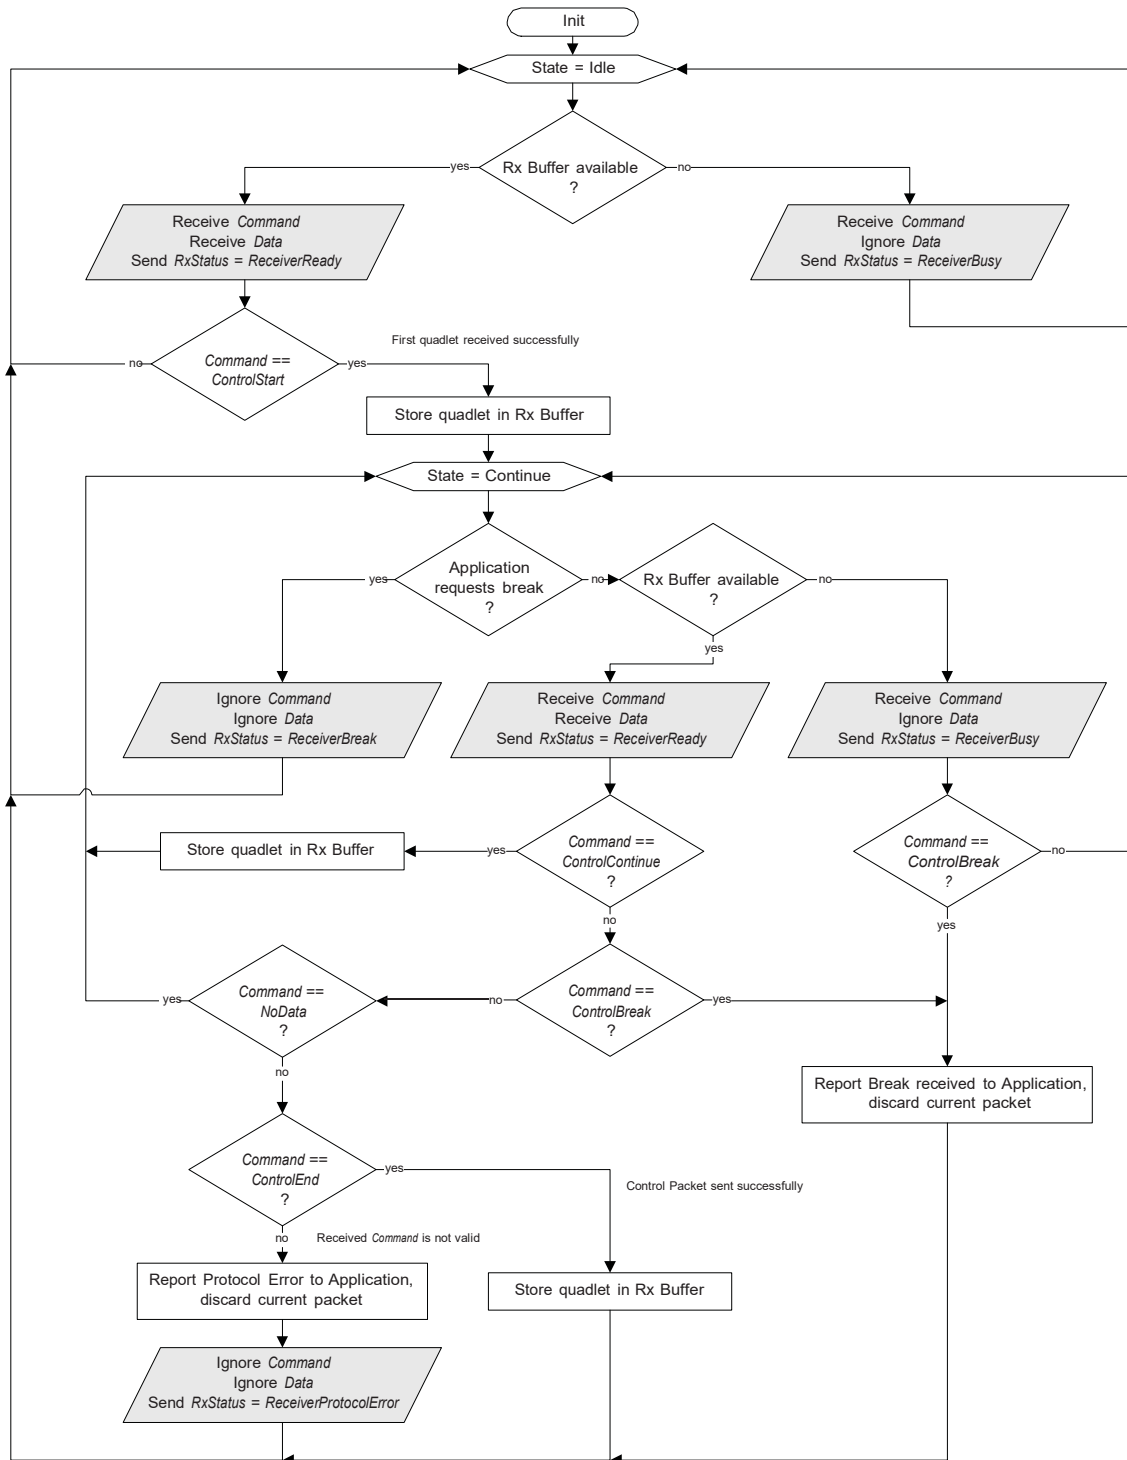 Init
State = Idle
Rx Buffer available
?
yes
no
Receive Command
Receive Data
Send RxStatus = ReceiverReady
Receive Command
Ignore Data
Send RxStatus = ReceiverBusy
First quadlet received successfully
Command ==
ControlStart
no
yes
Store quadlet in Rx Buffer
State = Continue
Application
requests break
?
yes
no
Rx Buffer available
?
no
yes
Ignore Command
Ignore Data
Send RxStatus = ReceiverBreak
Receive Command
Receive Data
Send RxStatus = ReceiverReady
Receive Command
Ignore Data
Send RxStatus = ReceiverBusy
Store quadlet in Rx Buffer
yes
Command ==
ControlContinue
?
no
Command ==
ControlBreak
?
no
yes
yes
Command ==
NoData
?
no
no
Command ==
ControlBreak
?
yes
Report Break received to Application,
discard current packet
Command ==
ControlEnd
?
yes
Control Packet sent successfully
no
Received Command is not valid
Report Protocol Error to Application,
discard current packet
Store quadlet in Rx Buffer
Ignore Command
Ignore Data
Send RxStatus = ReceiverProtocolError